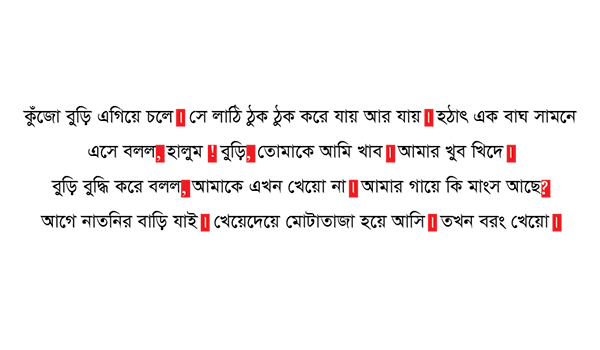 কুঁজো বুড়ি এগিয়ে চলে। সে লাঠি ঠুক ঠুক করে যায় আর যায়। হঠাৎ এক বাঘ সামনে
এসে বলল, হালুম ! বুড়ি, তোমাকে আমি খাব। আমার খুব খিদে।
বুড়ি বুদ্ধি করে বলল, আমাকে এখন খেয়ো না। আমার গায়ে কি মাংস আছে?
আগে নাতনির বাড়ি যাই। খেয়েদেয়ে মোটাতাজা হয়ে আসি। তখন বরং খেয়ো।